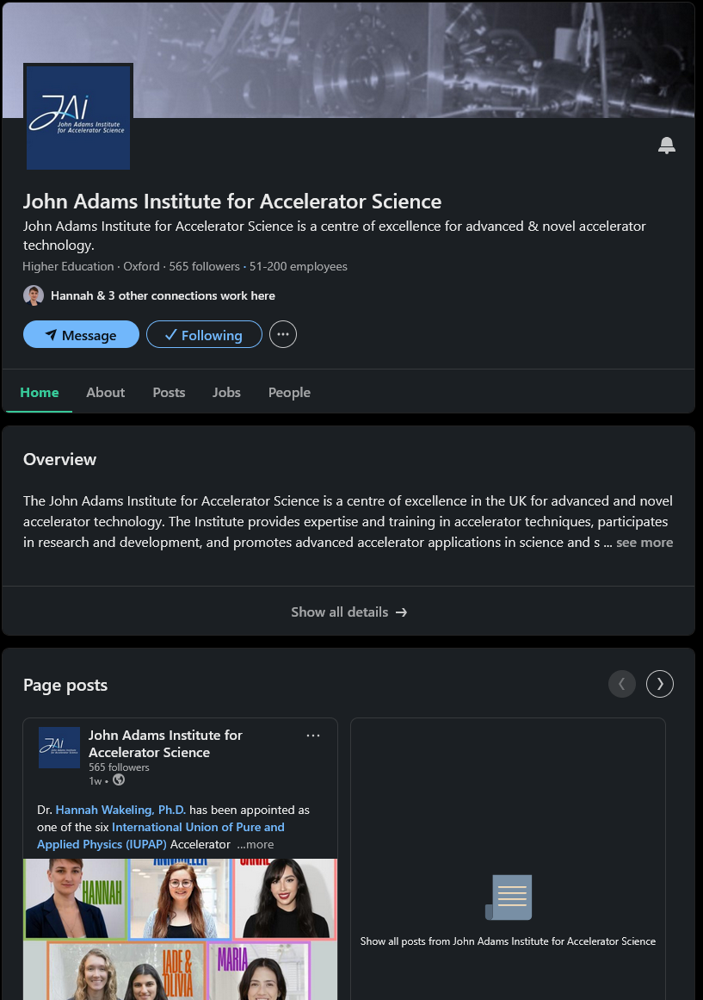 JAi
John Adams Institute
for Accelerator Science
John Adams Institute for Accelerator Science
John Adams Institute for Accelerator Science is a centre of excellence for advanced & novel accelerator
technology.
Higher Education · Oxford · 565 followers · 51-200 employees
Hannah & 3 other connections work here
Message
Following
Home
About
Posts
Jobs
People
Overview
The John Adams Institute for Accelerator Science is a centre of excellence in the UK for advanced and novel
accelerator technology. The Institute provides expertise and training in accelerator techniques, participates
in research and development, and promotes advanced accelerator applications in science and s ... see more
Show all details →
Page posts
JAi
John Adams Institute
for Accelerator Science
John Adams Institute for
Accelerator Science
565 followers
1w •
Dr. Hannah Wakeling, Ph.D. has been appointed as
one of the six International Union of Pure and
Applied Physics (IUPAP) Accelerator ...more
HANNAH
JADE &
OLIVIA
MARIA
Show all posts from John Adams Institute for Accelerator Science